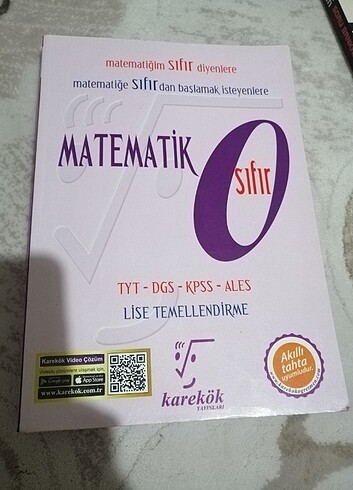 matematiğim sıfır diyenlere
matematiğe sıfırdan başlamak isteyenlere
MATEMATİK
0
sıfır
TYT - DGS - KPSS - ALES
LİSE TEMELLENDİRME
Karekök Video Çözüm
Google play
App Store
www.karekök.com.tr
karekök
YAYINLARI
Akıllı
tahta
uyumludur.